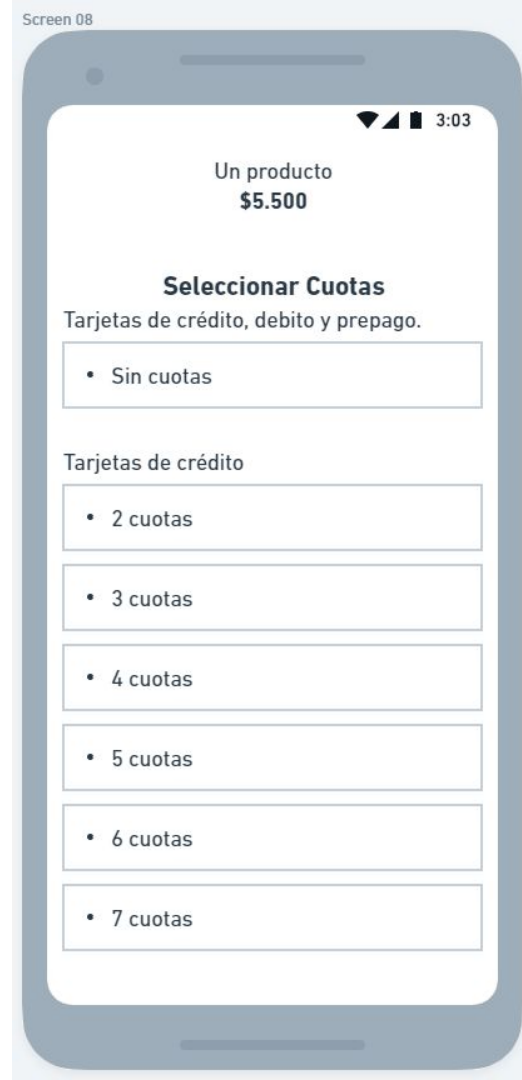 Screen 08
3:03
Un producto
$5.500
Seleccionar Cuotas
Tarjetas de crédito, debito y prepago.
• Sin cuotas
Tarjetas de crédito
• 2 cuotas
• 3 cuotas
• 4 cuotas
• 5 cuotas
• 6 cuotas
• 7 cuotas